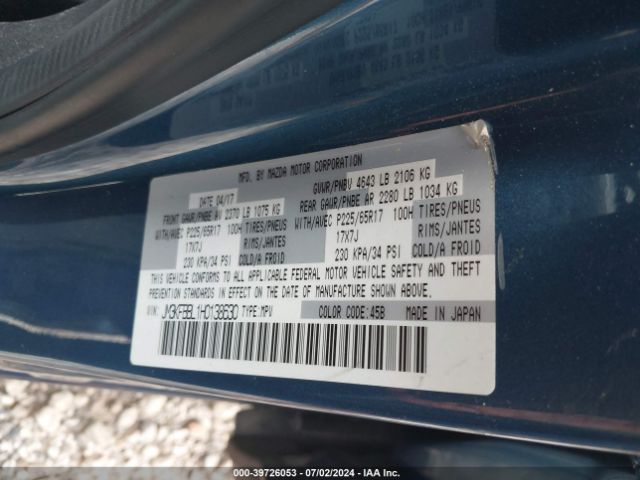 MFD. BY MAZDA MOTOR CORPORATION
DATE 04/17 GVWR/PNBV 4643 LB 2106 KG
FRONT GAWR/PNBE AV 2370 LB 1075 KG REAR GAWR/PNBE AR 2280 LB 1034 KG
WITH/AVEC P225/65R17 100H TIRES/PNEUS WITH/AVEC P225/65R17 100H TIRES/PNEUS
17X7J RIMS/JANTES 17X7J RIMS/JANTES
230 KPA/34 PSI COLD/A FROID 230 KPA/34 PSI COLD/A FROID
THIS VEHICLE CONFORMS TO ALL APPLICABLE FEDERAL MOTOR VEHICLE SAFETY AND THEFT
PREVENTION STANDARDS IN EFFECT ON THE DATE OF MANUFACTURE SHOWN ABOVE.
VIN: JM3KFBBL1H0138630 TYPE:MPV COLOR CODE:45B MADE IN JAPAN
000-39726053 - 07/02/2024 - IAA Inc.